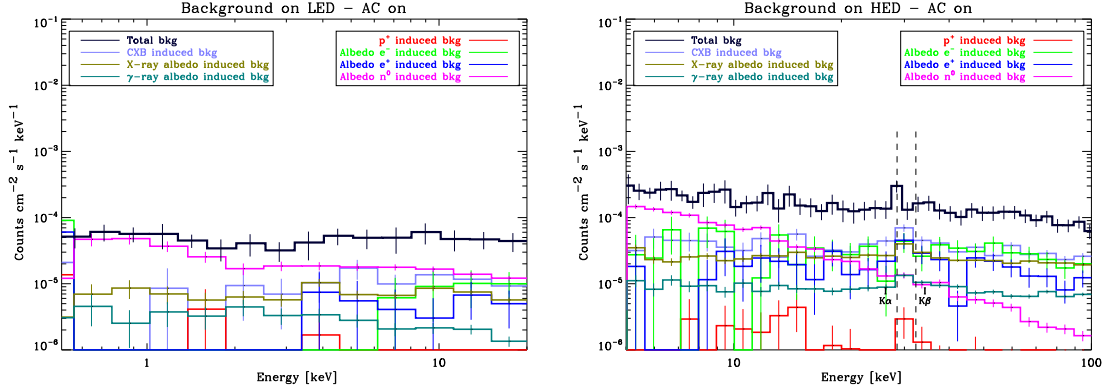 Background on LED – AC on
10⁻¹
10⁻²
10⁻³
10⁻⁴
10⁻⁵
10⁻⁶
Counts cm⁻² s⁻¹ keV⁻¹
Total bkg
CXB induced bkg
X-ray albedo induced bkg
γ-ray albedo induced bkg
p⁺ induced bkg
Albedo e⁻ induced bkg
Albedo e⁺ induced bkg
Albedo n⁰ induced bkg
1
10
Energy [keV]
Background on HED – AC on
10⁻¹
10⁻²
10⁻³
10⁻⁴
10⁻⁵
10⁻⁶
Counts cm⁻² s⁻¹ keV⁻¹
Total bkg
CXB induced bkg
X-ray albedo induced bkg
γ-ray albedo induced bkg
p⁺ induced bkg
Albedo e⁻ induced bkg
Albedo e⁺ induced bkg
Albedo n⁰ induced bkg
Kα
Kβ
10
100
Energy [keV]